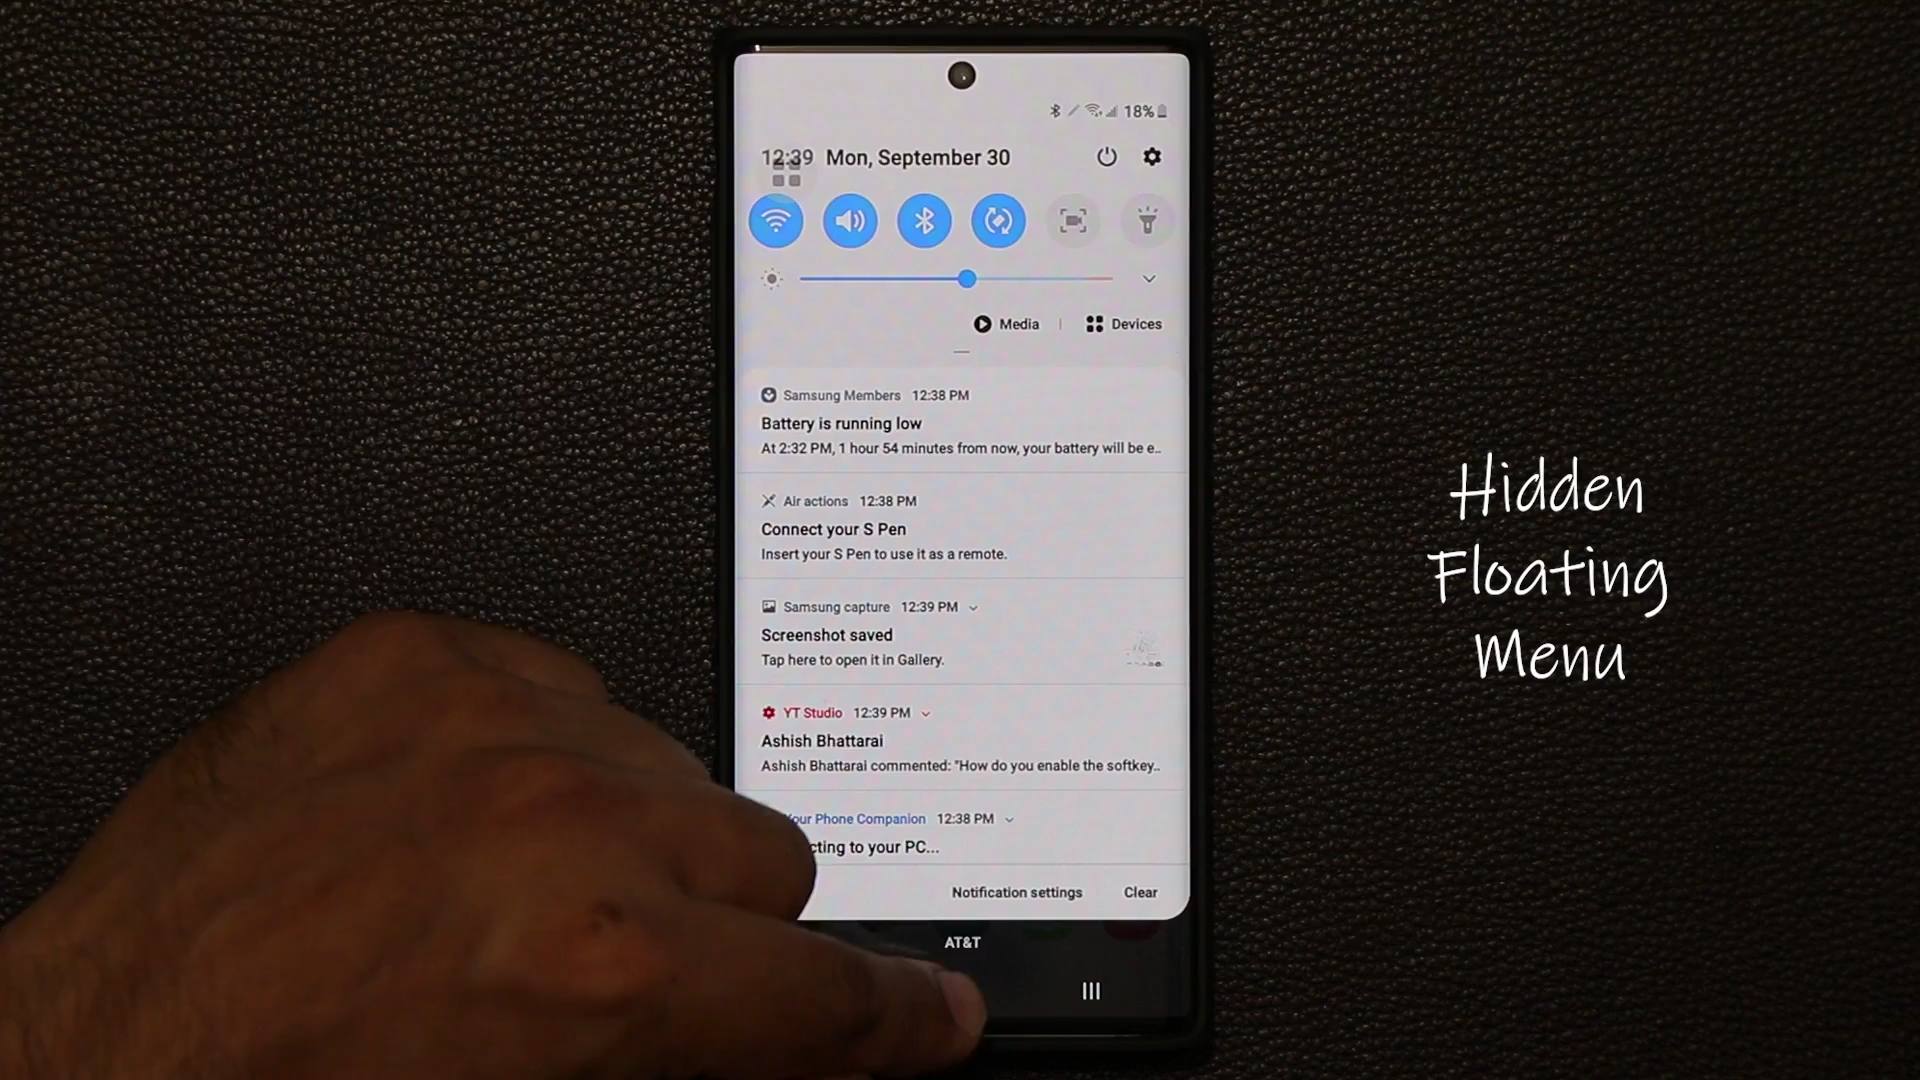 18%
12:39 Mon, September 30
Media | Devices
Samsung Members 12:38 PM
Battery is running low
At 2:32 PM, 1 hour 54 minutes from now, your battery will be e..
Air actions 12:38 PM
Connect your S Pen
Insert your S Pen to use it as a remote.
Samsung capture 12:39 PM
Screenshot saved
Tap here to open it in Gallery.
YT Studio 12:39 PM
Ashish Bhattarai
Ashish Bhattarai commented: "How do you enable the softkey..
Your Phone Companion 12:38 PM
cting to your PC...
Notification settings Clear
AT&T
Hidden
Floating
Menu